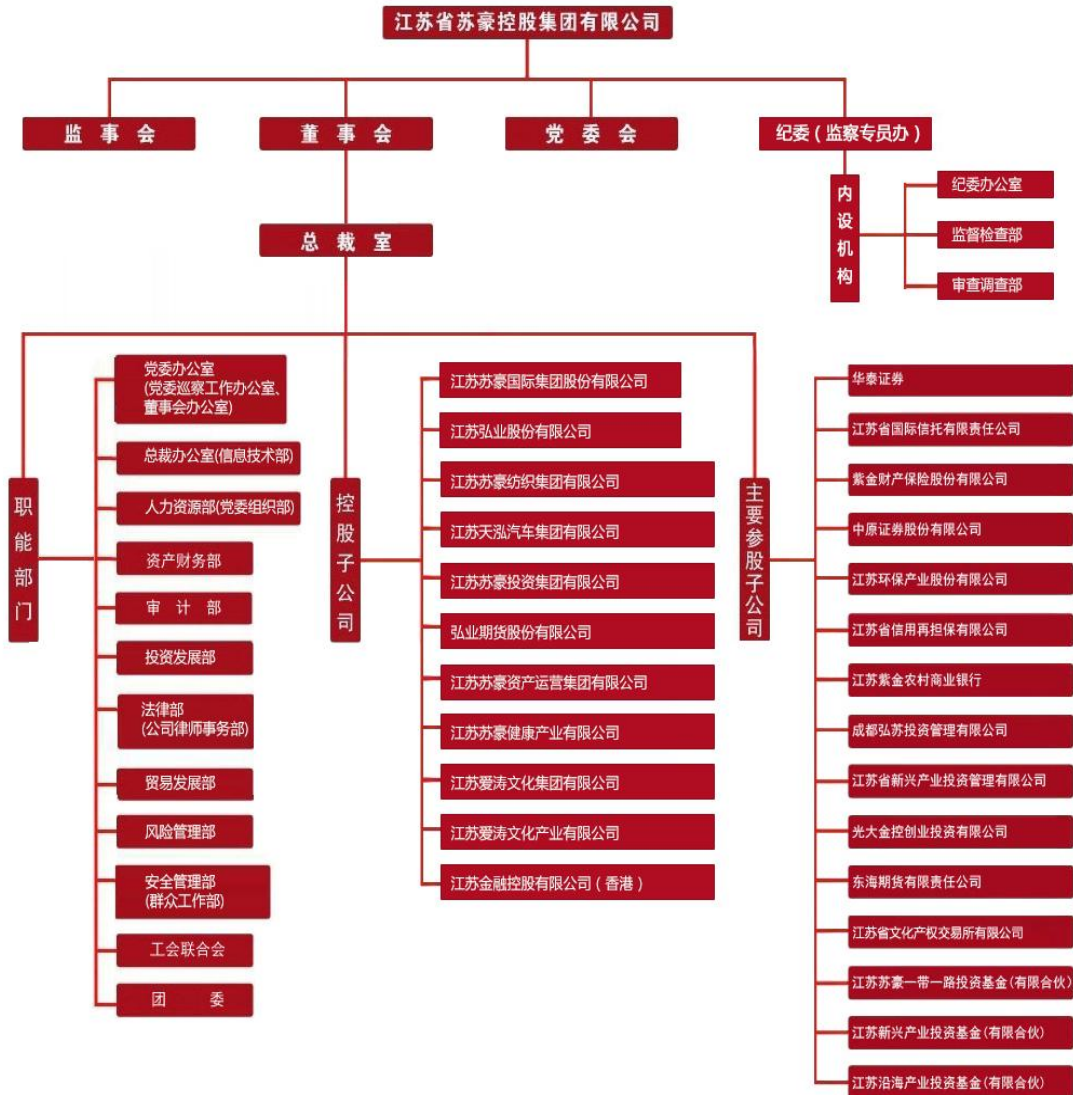 江苏省苏豪控股集团有限公司
监事会
董事会
党委会
纪委（监察专员办）
内设机构
纪委办公室
监督检查部
审查调查部
总裁室
职能部门
党委办公室
(党委巡察工作办公室、
董事会办公室)
总裁办公室(信息技术部)
人力资源部(党委组织部)
资产财务部
审计部
投资发展部
法律部
(公司律师事务部)
贸易发展部
风险管理部
安全管理部
(群众工作部)
工会联合会
团委
控股子公司
江苏苏豪国际集团股份有限公司
江苏弘业股份有限公司
江苏苏豪纺织集团有限公司
江苏天泓汽车集团有限公司
江苏苏豪投资集团有限公司
弘业期货股份有限公司
江苏苏豪资产运营集团有限公司
江苏苏豪健康产业有限公司
江苏爱涛文化集团有限公司
江苏爱涛文化产业有限公司
江苏金融控股有限公司（香港）
主要参股子公司
华泰证券
江苏省国际信托有限责任公司
紫金财产保险股份有限公司
中原证券股份有限公司
江苏环保产业股份有限公司
江苏省信用再担保有限公司
江苏紫金农村商业银行
成都弘苏投资管理有限公司
江苏省新兴产业投资管理有限公司
光大金控创业投资有限公司
东海期货有限责任公司
江苏省文化产权交易所有限公司
江苏苏豪一带一路投资基金(有限合伙)
江苏新兴产业投资基金(有限合伙)
江苏沿海产业投资基金(有限合伙)